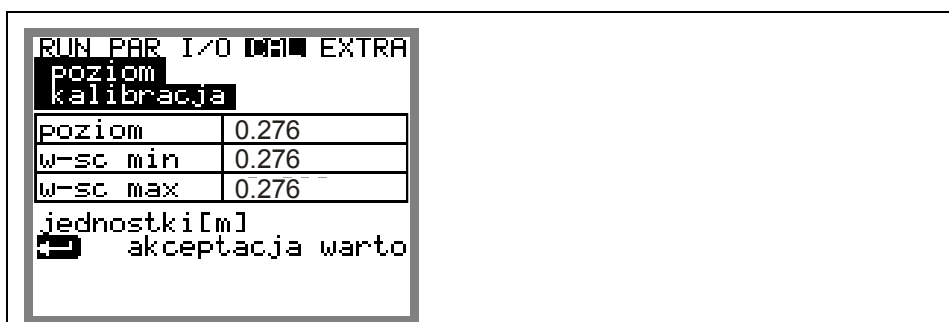 RUN PAR I/O CAL EXTRA
poziom
kalibracja
poziom 0.276
w-sc min 0.276
w-sc max 0.276
jednostki[m]
akceptacja warto